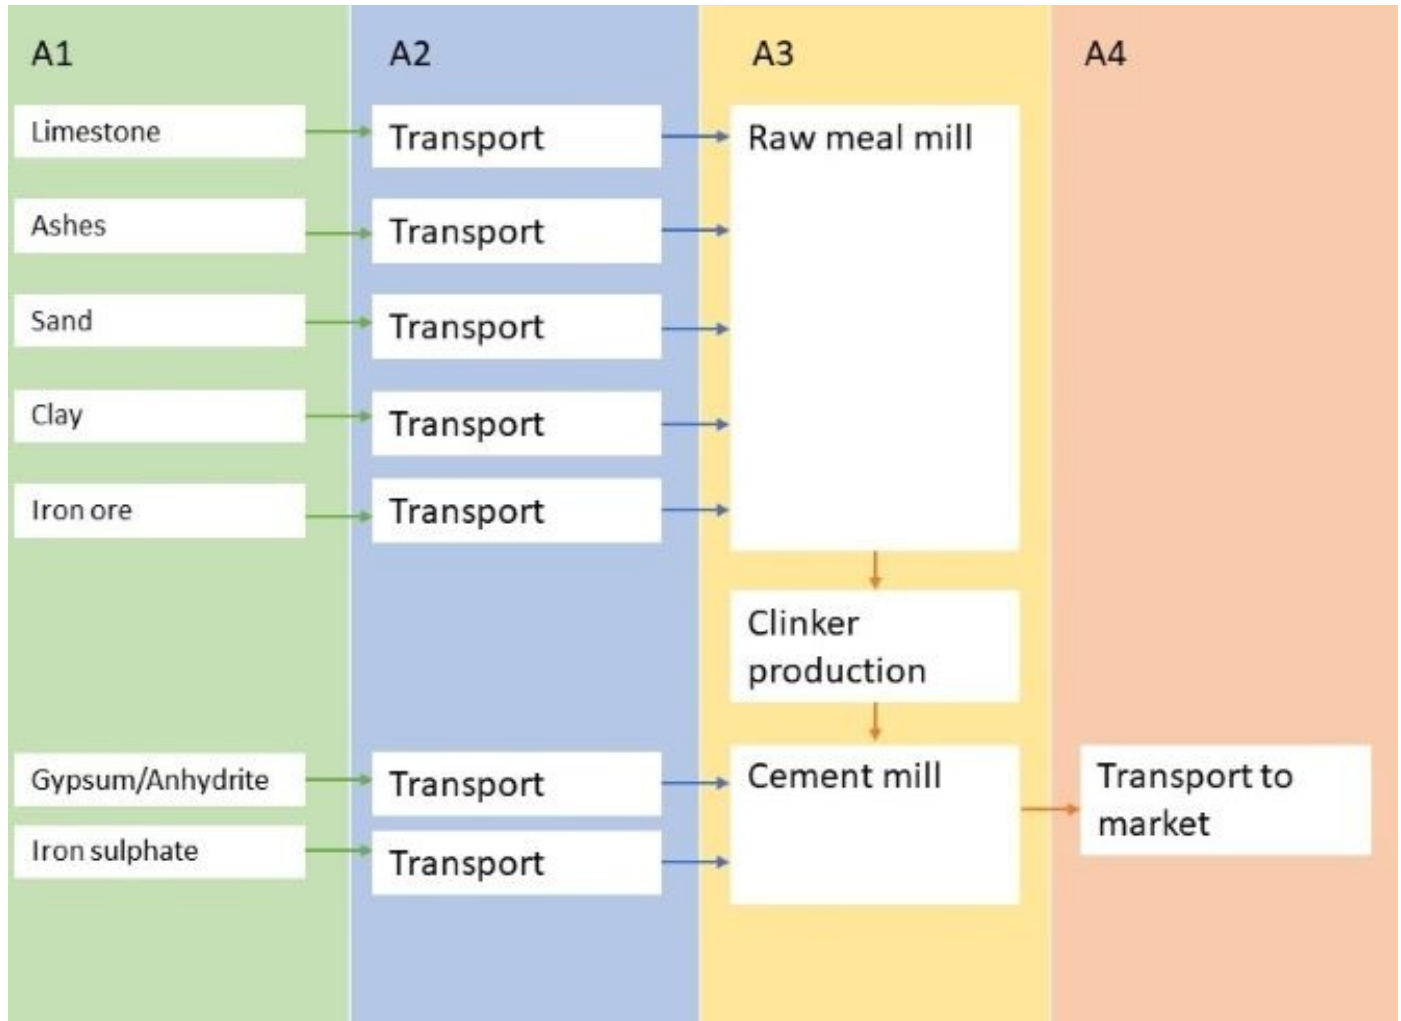 A1
A2
A3
A4
Limestone
Transport
Raw meal mill
Ashes
Transport
Sand
Transport
Clay
Transport
Iron ore
Transport
Clinker
production
Gypsum/Anhydrite
Transport
Cement mill
Transport to
market
Iron sulphate
Transport